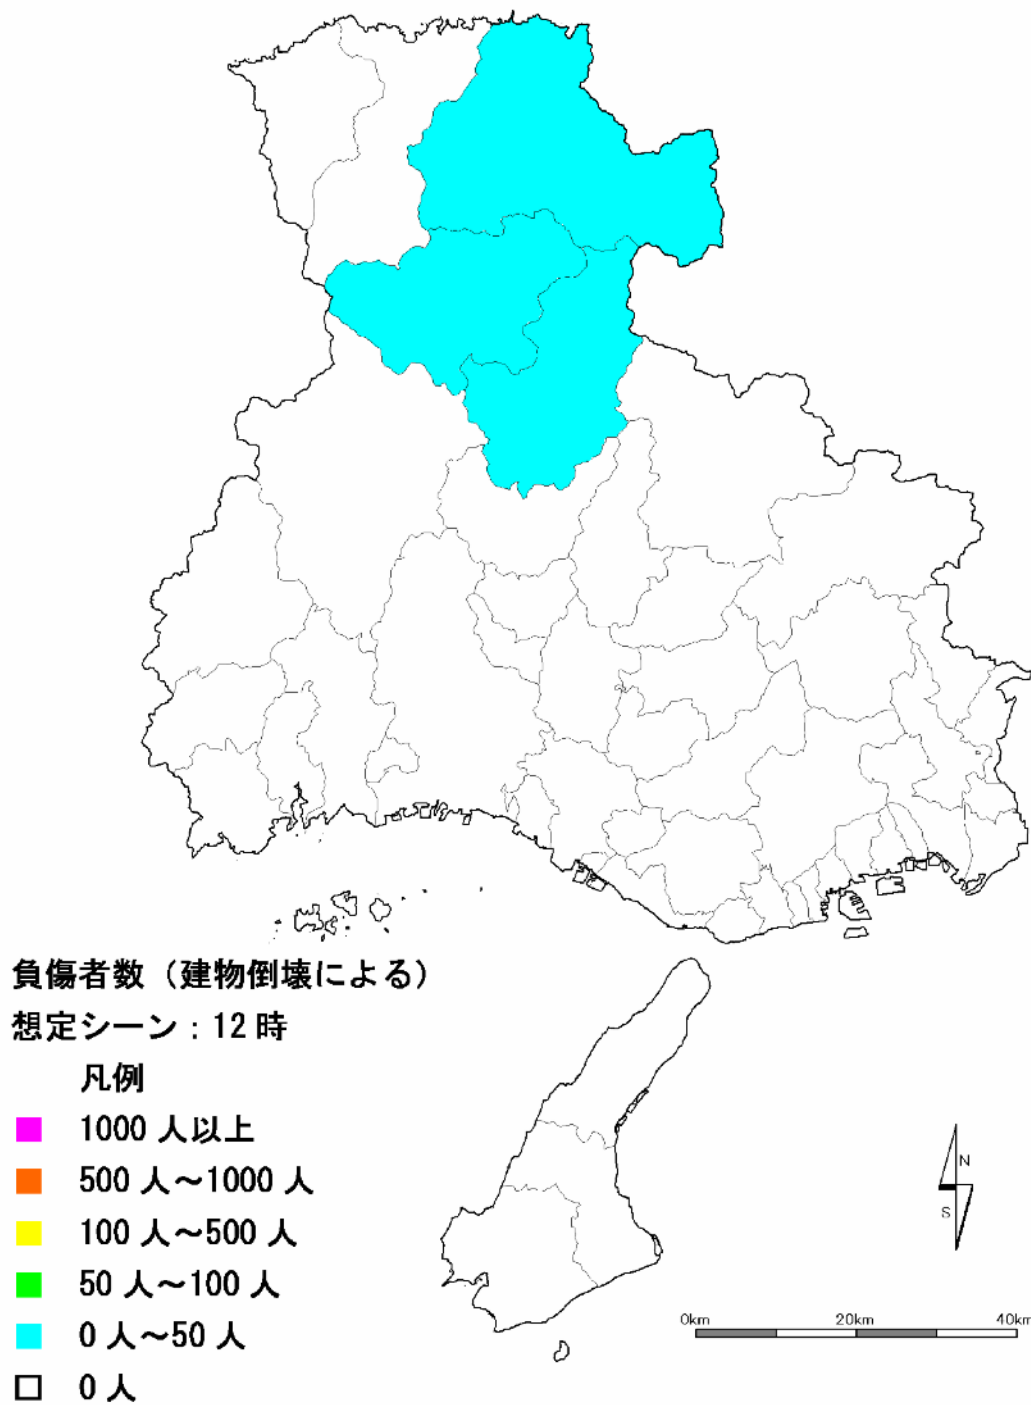 負傷者数（建物倒壊による）
想定シーン：12時
凡例
1000人以上
500人～1000人
100人～500人
50人～100人
0人～50人
0人
N
S
0km 20km 40km